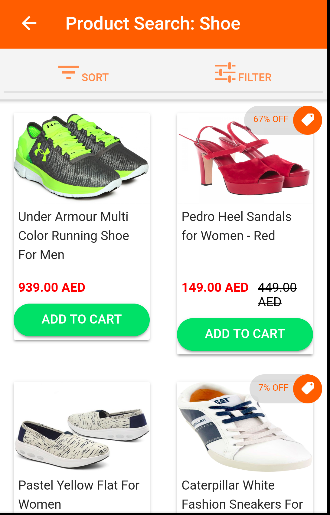 Product Search: Shoe
SORT
FILTER
67% OFF
Under Armour Multi
Color Running Shoe
For Men
939.00 AED
ADD TO CART
Pedro Heel Sandals
for Women - Red
149.00 AED 449.00
AED
ADD TO CART
7% OFF
CAT
Pastel Yellow Flat For
Women
Caterpillar White
Fashion Sneakers For